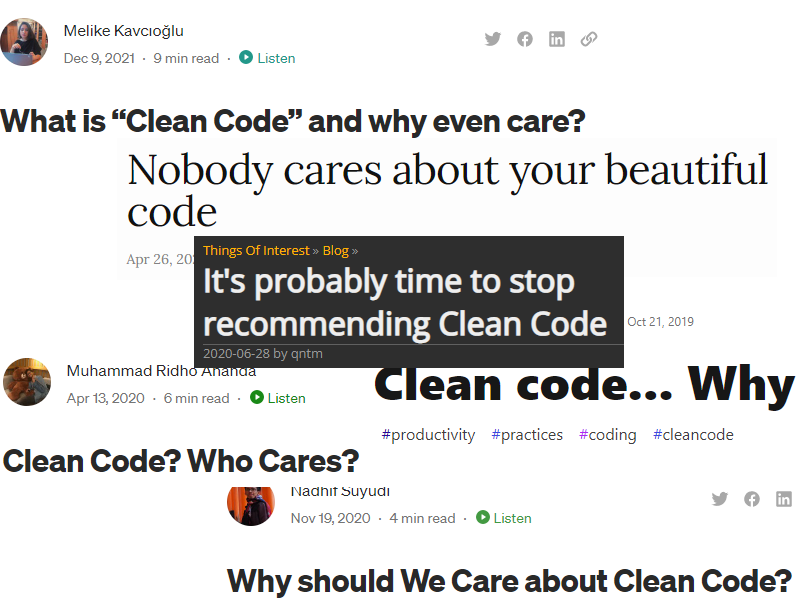 Melike Kavcıoğlu
Dec 9, 2021 · 9 min read · Listen
What is “Clean Code” and why even care?
Nobody cares about your beautiful
code
Apr 26, 20
Things Of Interest » Blog »
It's probably time to stop
recommending Clean Code
2020-06-28 by qntm
Oct 21, 2019
Muhammad Ridho Ananda
Apr 13, 2020 · 6 min read · Listen
Clean code... Why
#productivity #practices #coding #cleancode
Clean Code? Who Cares?
Nadhif Suyudi
Nov 19, 2020 · 4 min read · Listen
Why should We Care about Clean Code?